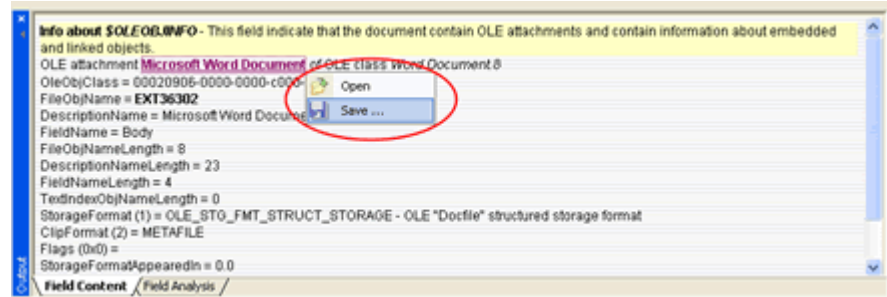 Info about $OLEOBJINFO - This field indicate that the document contain OLE attachments and contain information about embedded
and linked objects.
OLE attachment Microsoft Word Document of OLE class Word Document 8
OleObjClass = 00020906-0000-0000-c000-
Open
FileObjName = EXT36302
Save ...
DescriptionName = Microsoft Word Docume
FieldName = Body
FileObjNameLength = 8
DescriptionNameLength = 23
FieldNameLength = 4
TextIndexObjNameLength = 0
StorageFormat (1) = OLE_STG_FMT_STRUCT_STORAGE - OLE "Docfile" structured storage format
ClipFormat (2) = METAFILE
Flags (0x0) =
StorageFormatAppearedIn = 0.0
Output
Field Content / Field Analysis /